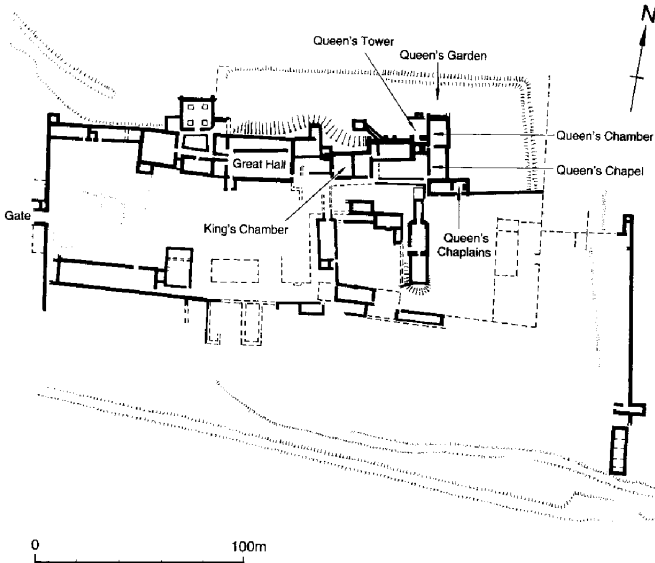 N
Queen's Tower
Queen's Garden
Queen's Chamber
Great Hall
Queen's Chapel
King's Chamber
Gate
Queen's
Chaplains
0
100m